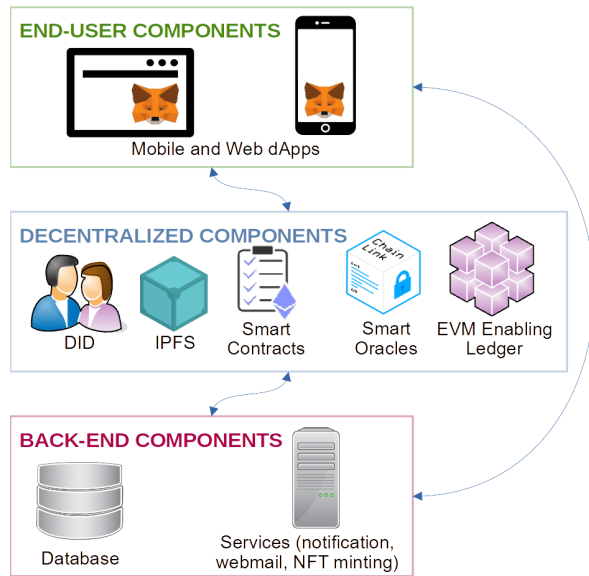 END-USER COMPONENTS
Mobile and Web dApps
DECENTRALIZED COMPONENTS
Chain
Link
DID
IPFS
Smart
Contracts
Smart
Oracles
EVM Enabling
Ledger
BACK-END COMPONENTS
Database
Services (notification,
webmail, NFT minting)